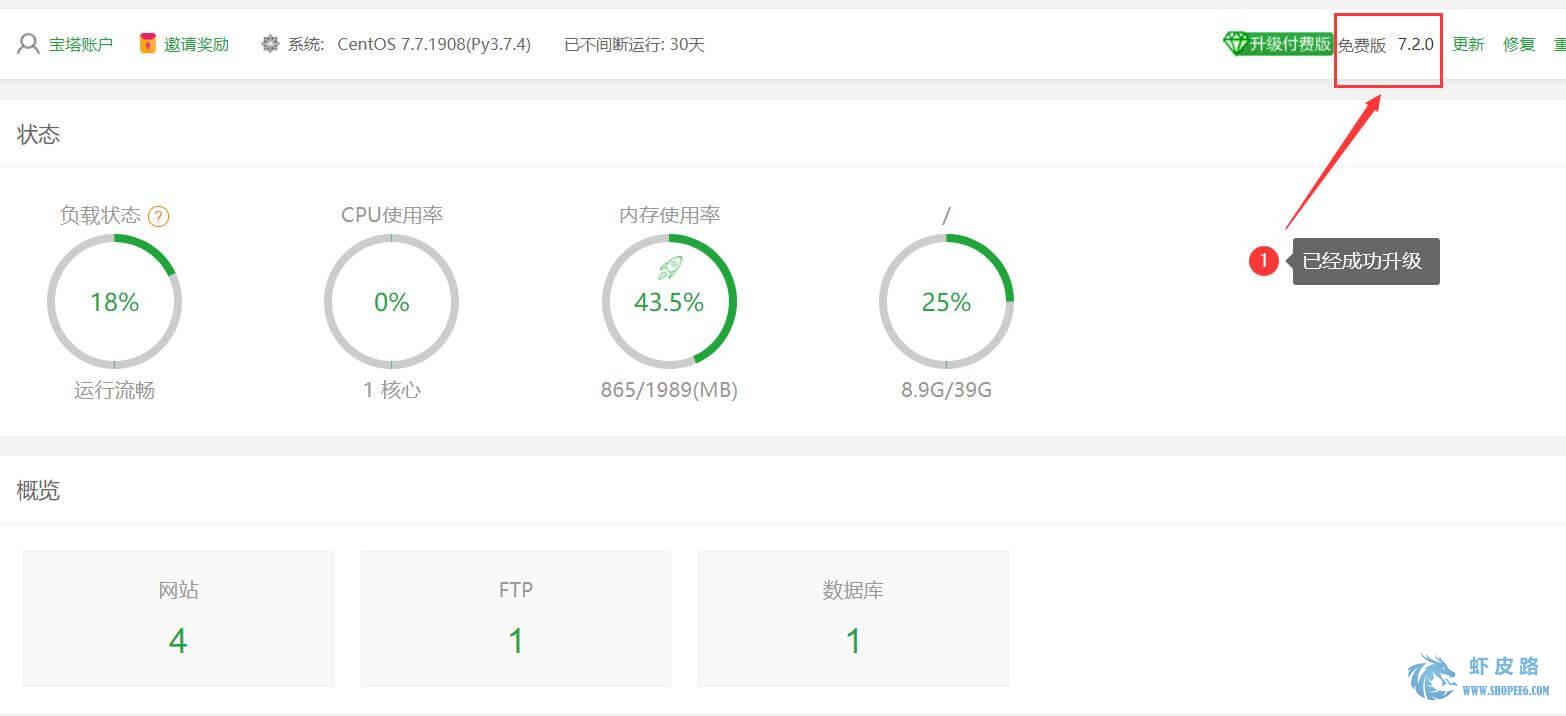 宝塔账户 邀请奖励 系统: CentOS 7.7.1908(Py3.7.4) 已不间断运行: 30天 升级付费版 免费版 7.2.0 更新 修复
状态
负载状态 ? CPU使用率 内存使用率 /
18% 0% 43.5% 25%
1 已经成功升级
运行流畅 1 核心 865/1989(MB) 8.9G/39G
概览
网站 FTP 数据库
4 1 1
虾皮路
WWW.SHOPEE6.COM